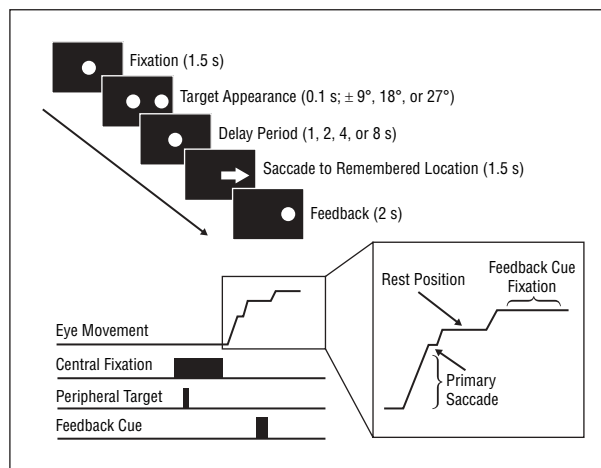 Fixation (1.5 s)
Target Appearance (0.1 s; ± 9°, 18°, or 27°)
Delay Period (1, 2, 4, or 8 s)
Saccade to Remembered Location (1.5 s)
Feedback (2 s)
Eye Movement
Central Fixation
Peripheral Target
Feedback Cue
Rest Position
Feedback Cue
Fixation
Primary
Saccade